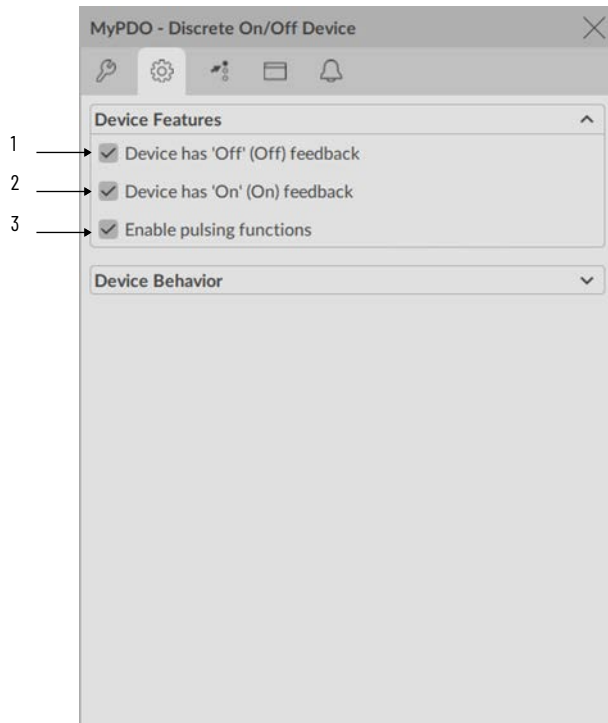 MyPDO - Discrete On/Off Device
Device Features
1 Device has 'Off' (Off) feedback
2 Device has 'On' (On) feedback
3 Enable pulsing functions
Device Behavior